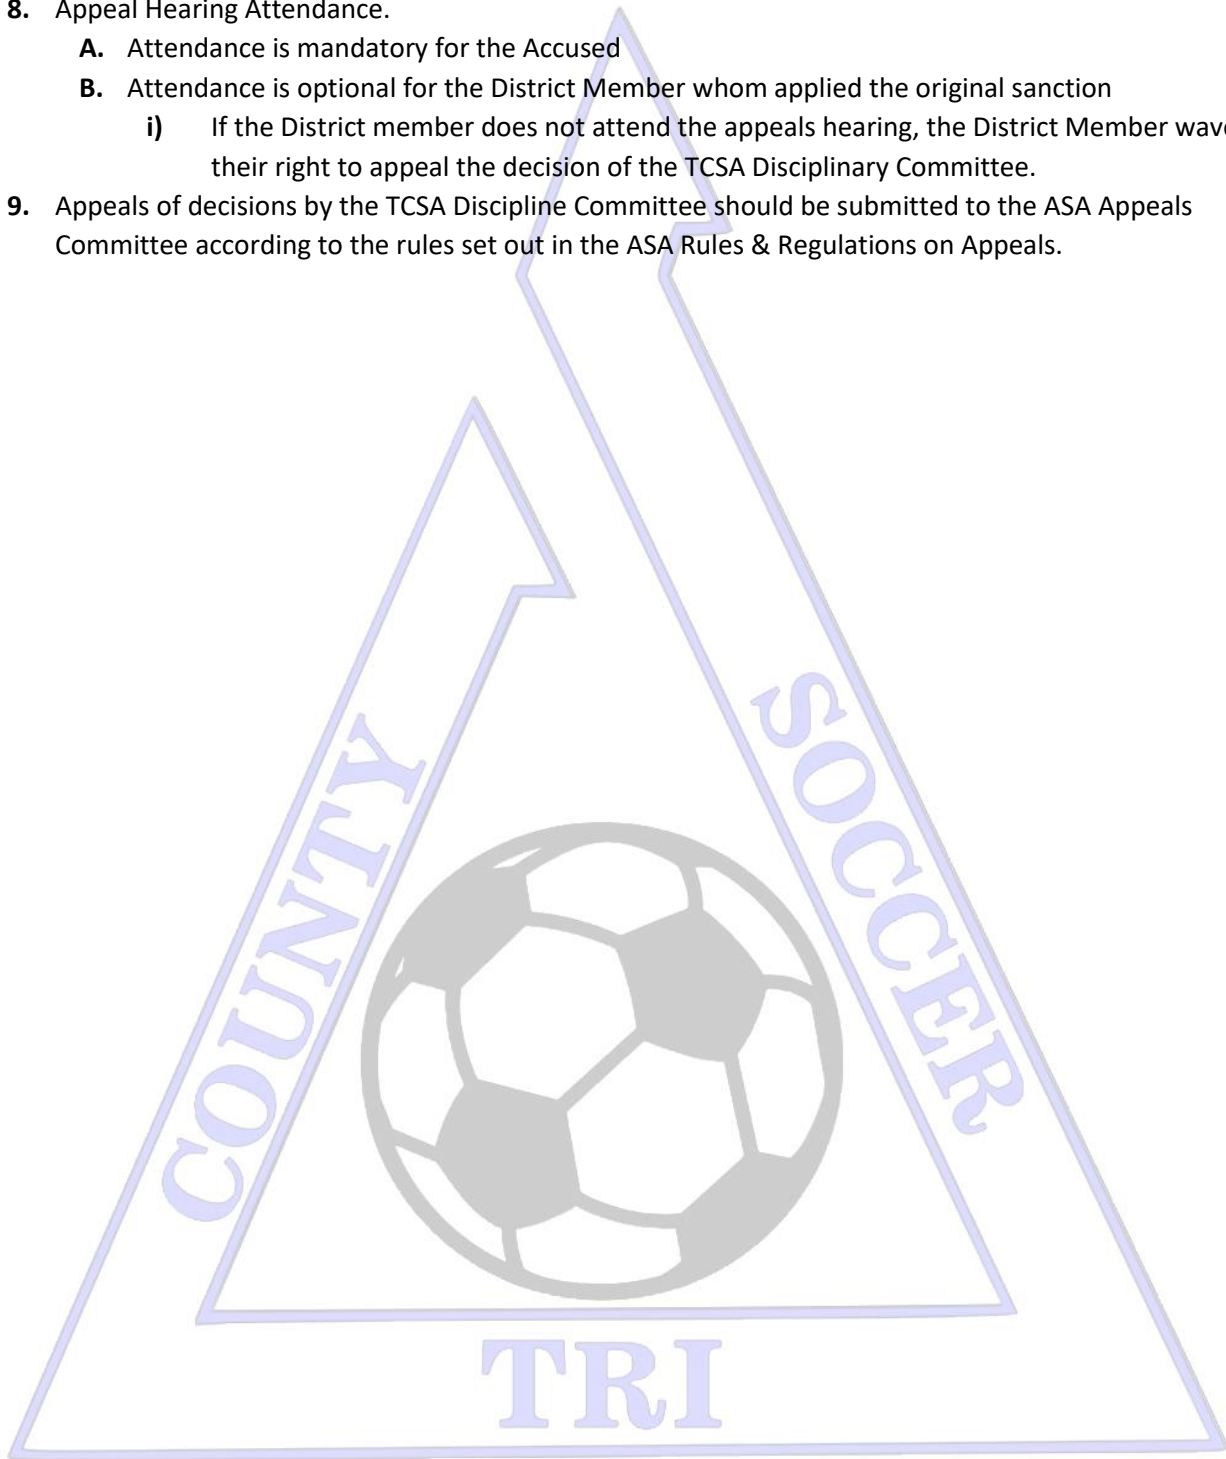 8. Appeal Hearing Attendance.
A. Attendance is mandatory for the Accused
B. Attendance is optional for the District Member whom applied the original sanction
i) If the District member does not attend the appeals hearing, the District Member
their right to appeal the decision of the TCSA Disciplinary Committee.
9. Appeals of decisions by the TCSA Discipline Committee should be submitted to the ASA Appeals
Committee according to the rules set out in the ASA Rules & Regulations on Appeals.
COUNTY
SOCCER
TRI